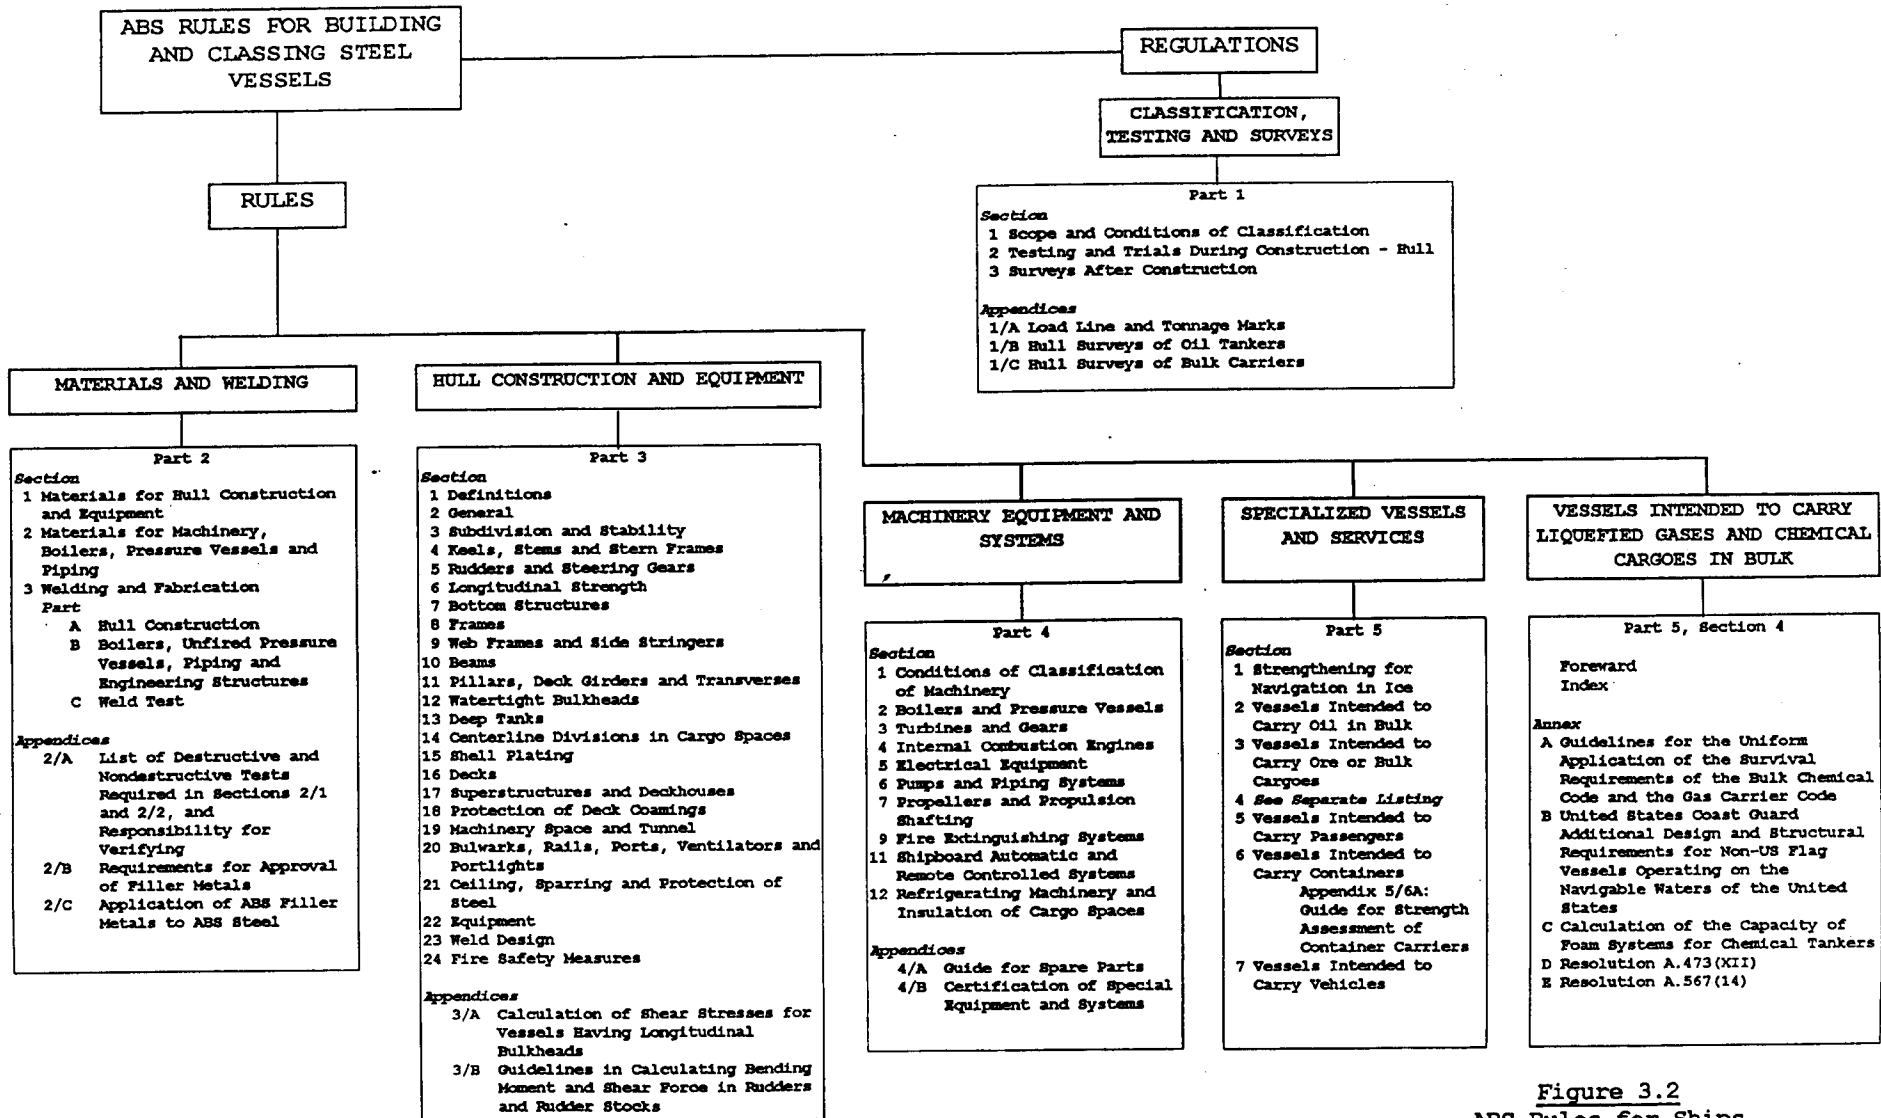 ABS RULES FOR BUILDING
AND CLASSING STEEL
VESSELS
REGULATIONS
CLASSIFICATION,
TESTING AND SURVEYS
RULES
Part 1
Section
1 Scope and Conditions of Classification
2 Testing and Trials During Construction - Hull
3 Surveys After Construction
Appendices
1/A Load Line and Tonnage Marks
1/B Hull Surveys of Oil Tankers
1/C Hull Surveys of Bulk Carriers
MATERIALS AND WELDING
Part 2
Section
1 Materials for Hull Construction
and Equipment
2 Materials for Machinery,
Boilers, Pressure Vessels and
Piping
3 Welding and Fabrication
Part
A Hull Construction
B Boilers, Unfired Pressure
Vessels, Piping and
Engineering Structures
C Weld Test
Appendices
2/A List of Destructive and
Nondestructive Tests
Required in Sections 2/1
and 2/2, and
Responsibility for
Verifying
2/B Requirements for Approval
of Filler Metals
2/C Application of ABS Filler
Metals to ABS Steel
HULL CONSTRUCTION AND EQUIPMENT
Part 3
Section
1 Definitions
2 General
3 Subdivision and Stability
4 Keels, Stems and Stern Frames
5 Rudders and Steering Gears
6 Longitudinal Strength
7 Bottom Structures
8 Frames
9 Web Frames and Side Stringers
10 Beams
11 Pillars, Deck Girders and Transverses
12 Watertight Bulkheads
13 Deep Tanks
14 Centerline Divisions in Cargo Spaces
15 Shell Plating
16 Decks
17 Superstructures and Deckhouses
18 Protection of Deck Coamings
19 Machinery Space and Tunnel
20 Bulwarks, Rails, Ports, Ventilators and
Portlights
21 Ceiling, Sparring and Protection of
Steel
22 Equipment
23 Weld Design
24 Fire Safety Measures
Appendices
3/A Calculation of Shear Stresses for
Vessels Having Longitudinal
Bulkheads
3/B Guidelines in Calculating Bending
Moment and Shear Force in Rudders
and Rudder Stocks
MACHINERY EQUIPMENT AND
SYSTEMS
Part 4
Section
1 Conditions of Classification
of Machinery
2 Boilers and Pressure Vessels
3 Turbines and Gears
4 Internal Combustion Engines
5 Electrical Equipment
6 Pumps and Piping Systems
7 Propellers and Propulsion
Shafting
9 Fire Extinguishing Systems
11 Shipboard Automatic and
Remote Controlled Systems
12 Refrigerating Machinery and
Insulation of Cargo Spaces
Appendices
4/A Guide for Spare Parts
4/B Certification of Special
Equipment and Systems
SPECIALIZED VESSELS
AND SERVICES
Part 5
Section
1 Strengthening for
Navigation in Ice
2 Vessels Intended to
Carry Oil in Bulk
3 Vessels Intended to
Carry Ore or Bulk
Cargoes
4 See Separate Listing
5 Vessels Intended to
Carry Passengers
6 Vessels Intended to
Carry Containers
Appendix 5/6A:
Guide for Strength
Assessment of
Container Carriers
7 Vessels Intended to
Carry Vehicles
VESSELS INTENDED TO CARRY
LIQUEFIED GASES AND CHEMICAL
CARGOES IN BULK
Part 5, Section 4
Foreward
Index
Annex
A Guidelines for the Uniform
Application of the Survival
Requirements of the Bulk Chemical
Code and the Gas Carrier Code
B United States Coast Guard
Additional Design and Structural
Requirements for Non-US Flag
Vessels Operating on the
Navigable Waters of the United
States
C Calculation of the Capacity of
Foam Systems for Chemical Tankers
D Resolution A.473(XII)
E Resolution A.567(14)
Figure 3.2
ABS Rules for Ships